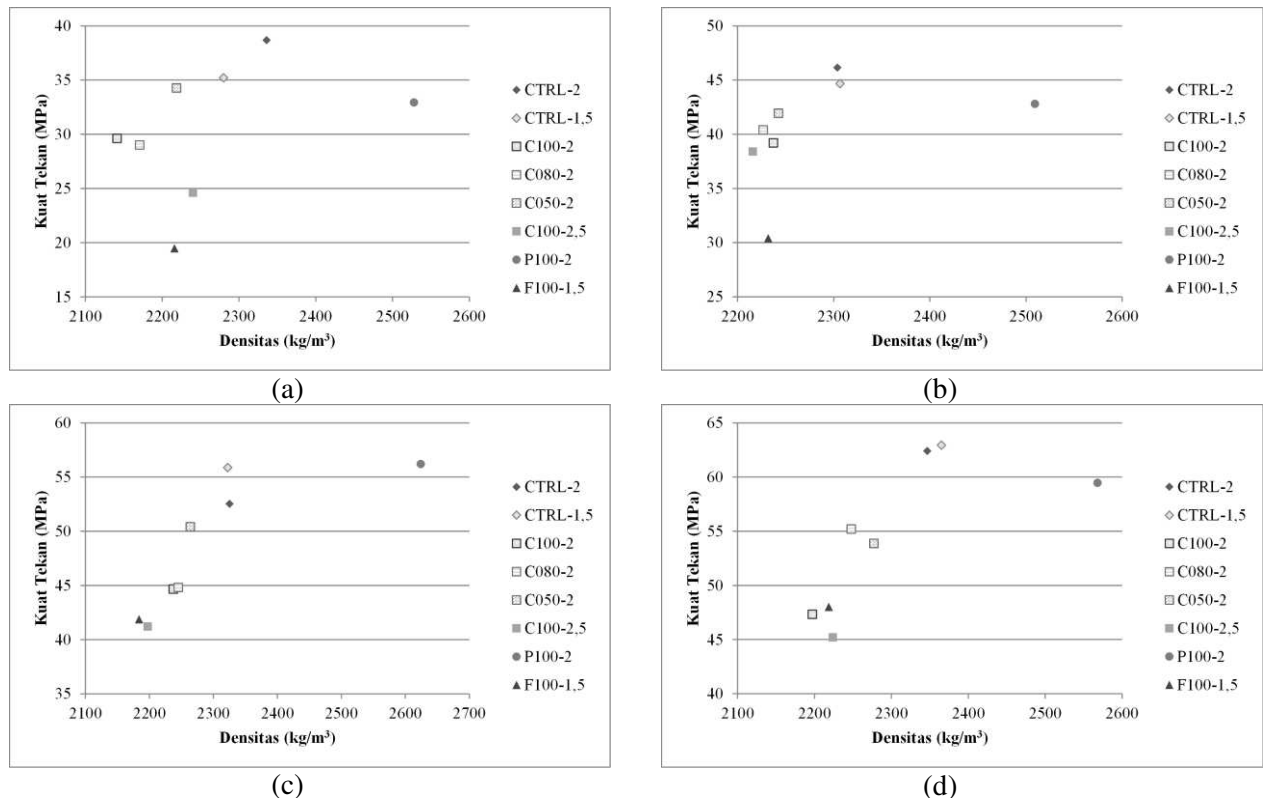 40
35
30
25
20
15
Kuat Tekan (MPa)
2100 2200 2300 2400 2500 2600
Densitas (kg/m³)
CTRL-2
CTRL-1,5
C100-2
C080-2
C050-2
C100-2,5
P100-2
F100-1,5
(a)
50
45
40
35
30
25
Kuat Tekan (MPa)
2200 2300 2400 2500 2600
Densitas (kg/m³)
CTRL-2
CTRL-1,5
C100-2
C080-2
C050-2
C100-2,5
P100-2
F100-1,5
(b)
60
55
50
45
40
35
Kuat Tekan (MPa)
2100 2200 2300 2400 2500 2600 2700
Densitas (kg/m³)
CTRL-2
CTRL-1,5
C100-2
C080-2
C050-2
C100-2,5
P100-2
F100-1,5
(c)
65
60
55
50
45
40
Kuat Tekan (MPa)
2100 2200 2300 2400 2500 2600
Densitas (kg/m³)
CTRL-2
CTRL-1,5
C100-2
C080-2
C050-2
C100-2,5
P100-2
F100-1,5
(d)